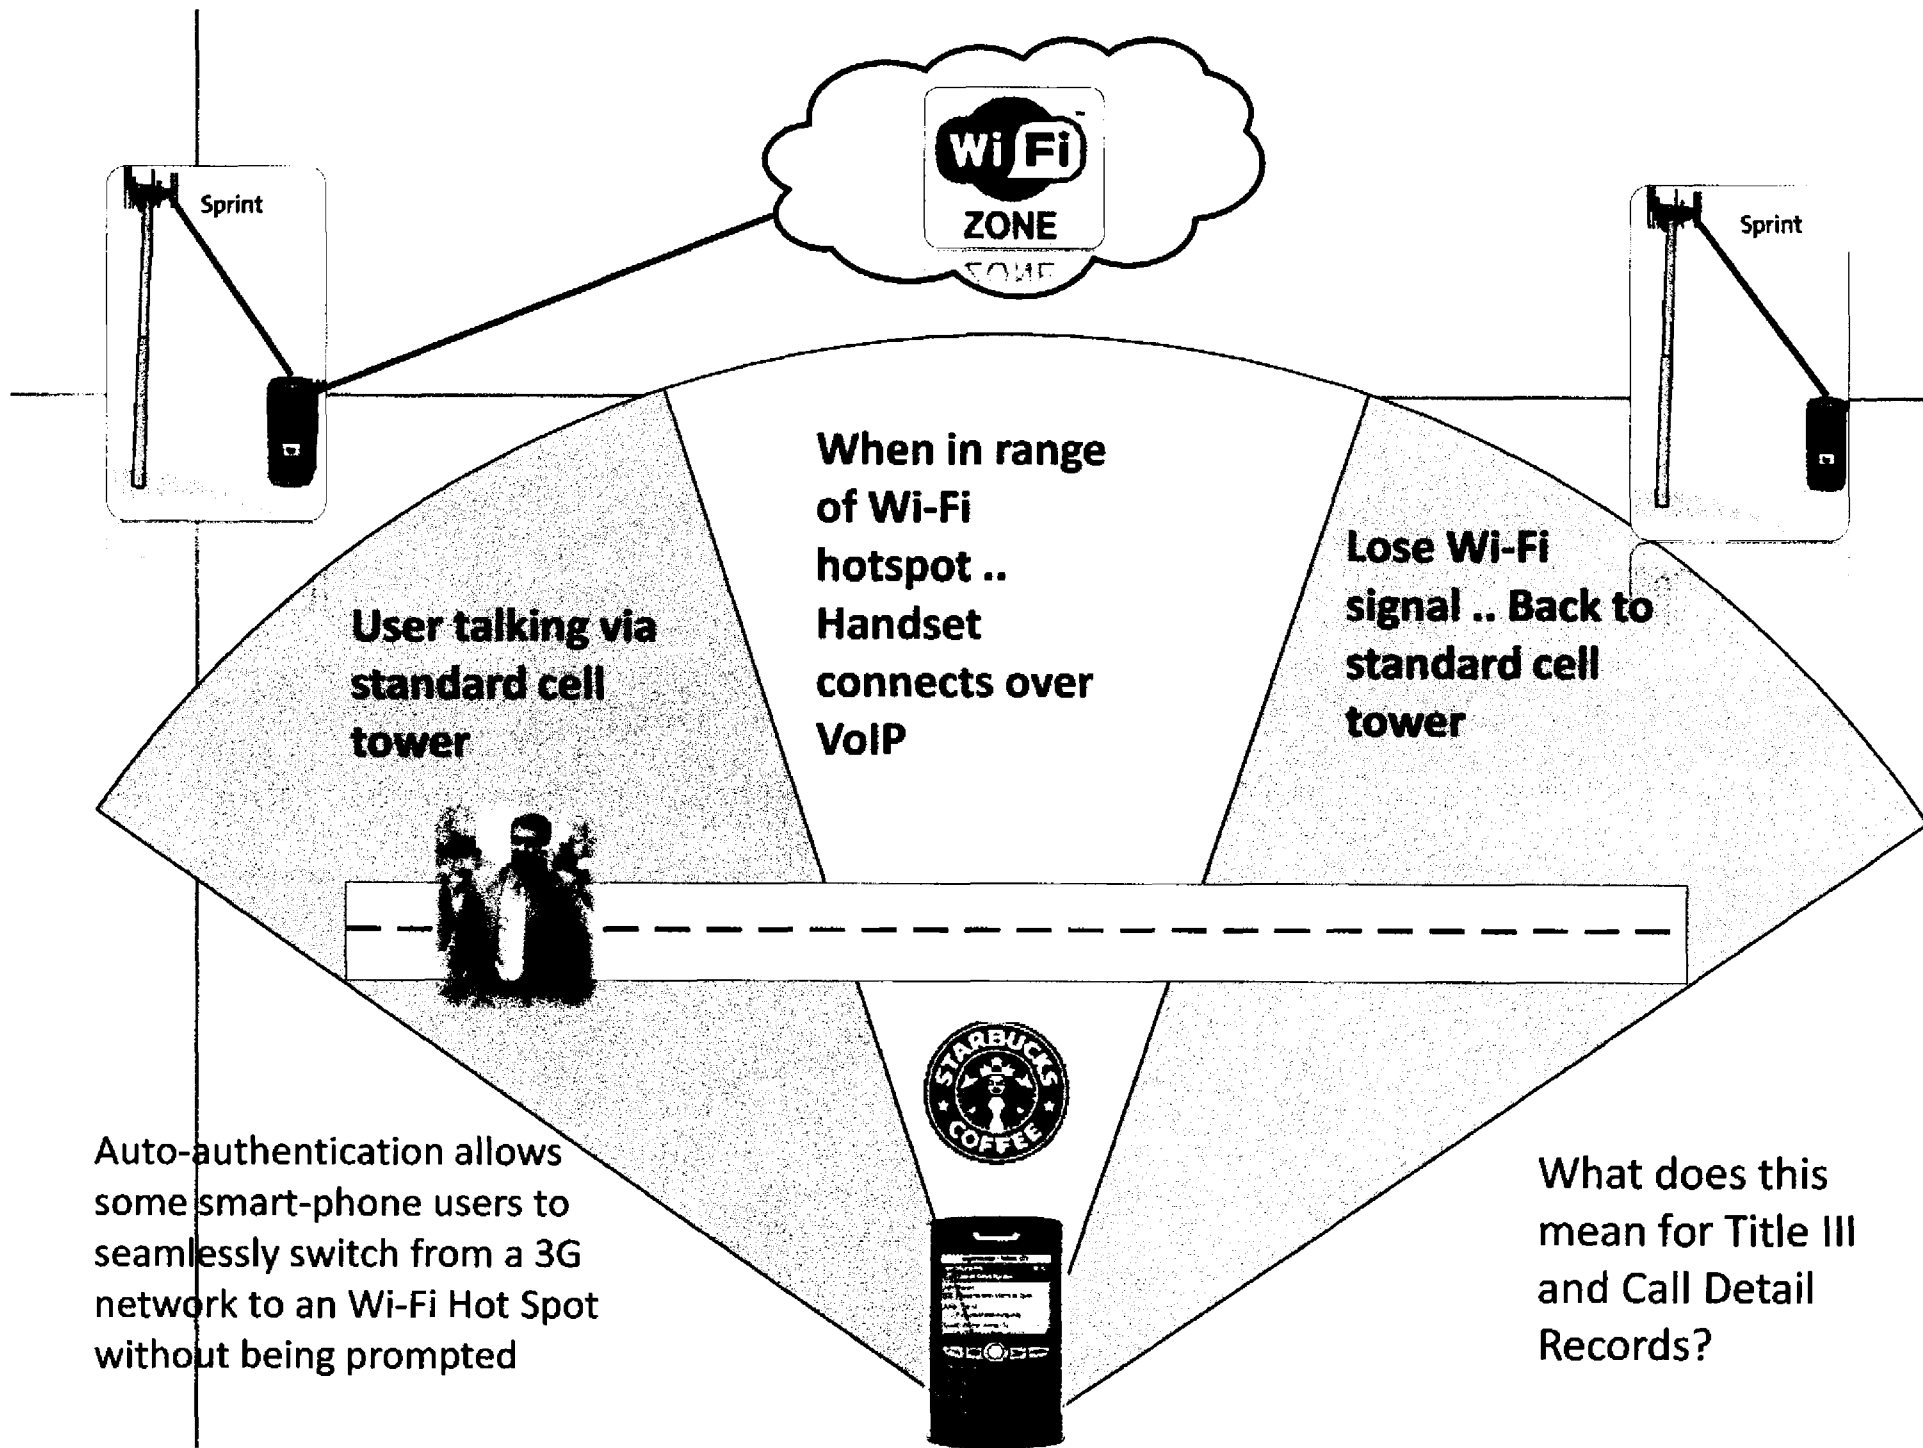 Wi Fi
ZONE
Sprint
Sprint
When in range
of Wi-Fi
hotspot ..
Handset
connects over
VoIP
User talking via
standard cell
tower
Lose Wi-Fi
signal .. Back to
standard cell
tower
STARBUCKS
COFFEE
Auto-authentication allows
some smart-phone users to
seamlessly switch from a 3G
network to an Wi-Fi Hot Spot
without being prompted
What does this
mean for Title III
and Call Detail
Records?